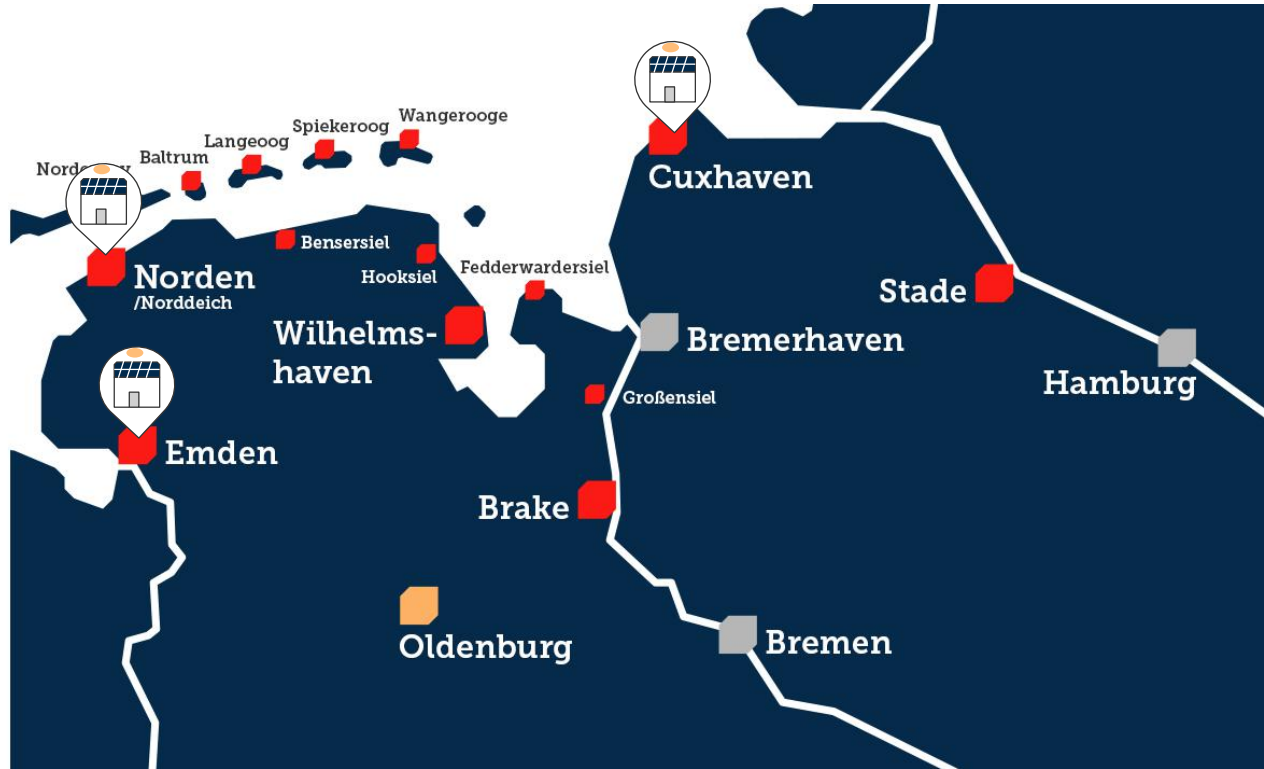 Wangerooge
Spiekeroog
Langeoog
Baltrum
Cuxhaven
Bensersiel
Hooksiel
Fedderwardersiel
Norden
/Norddeich
Stade
Wilhelms-
haven
Bremerhaven
Hamburg
Großensiel
Emden
Brake
Oldenburg
Bremen